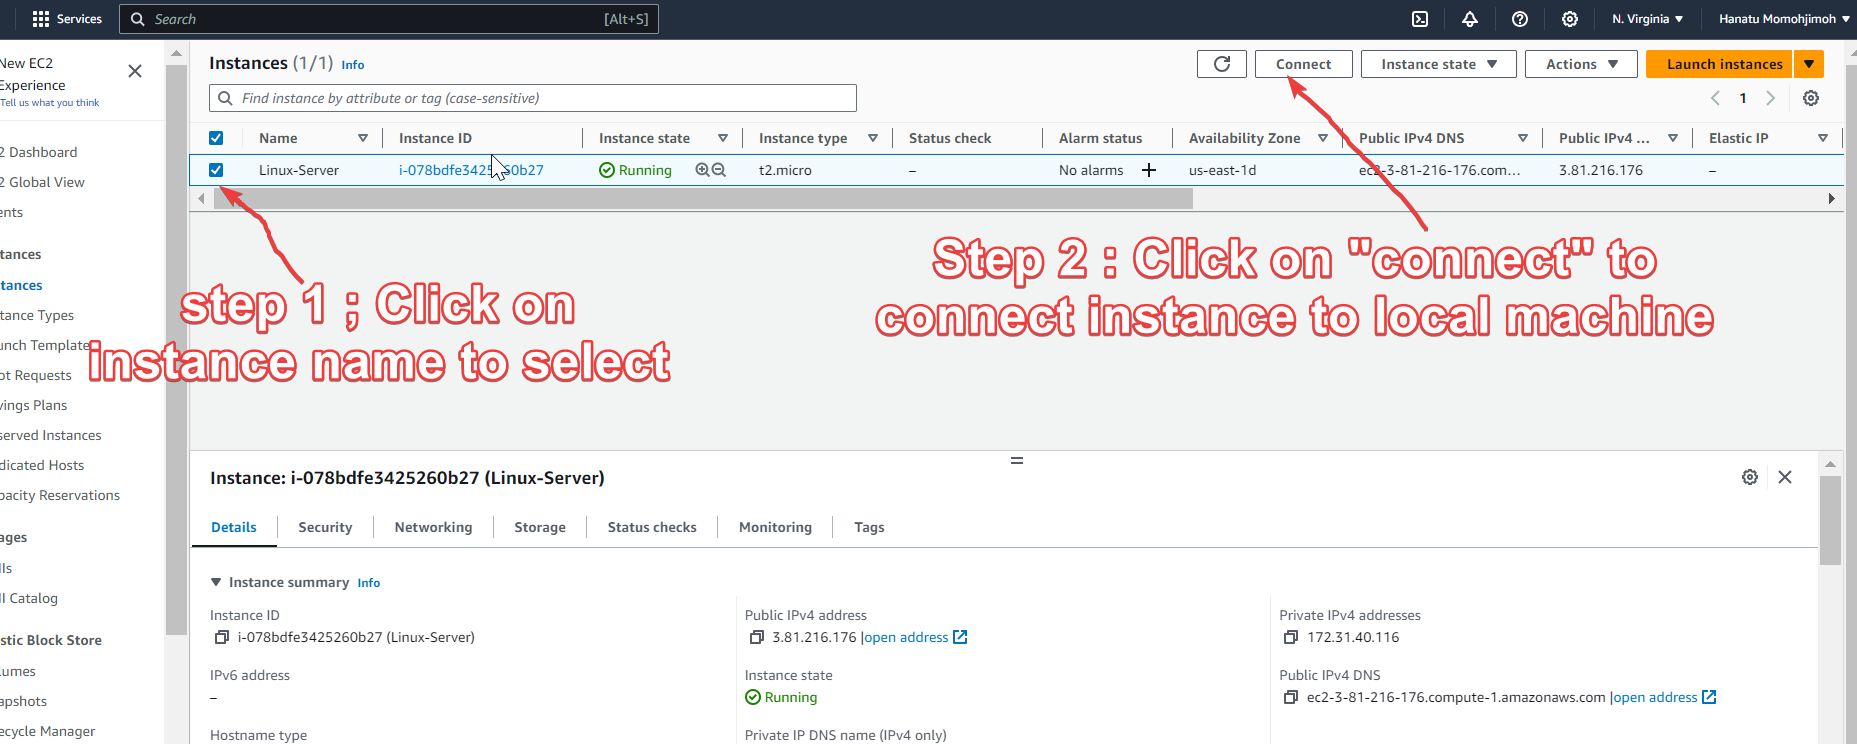 Services
Search
[Alt+S]
N. Virginia
Hanatu Momohjimoh
New EC2
Experience
Tell us what you think
2 Dashboard
2 Global View
ents
tances
tances
tance Types
unch Template
ot Requests
vings Plans
served Instances
dicated Hosts
pacity Reservations
ages
IIs
II Catalog
stic Block Store
lumes
apshots
ecycle Manager
Instances (1/1) Info
Connect
Instance state
Actions
Launch instances
Find instance by attribute or tag (case-sensitive)
1
Name Instance ID Instance state Instance type Status check Alarm status Availability Zone Public IPv4 DNS Public IPv4 ... Elastic IP
Linux-Server i-078bdfe3425260b27 Running t2.micro – No alarms us-east-1d ec2-3-81-216-176.com... 3.81.216.176 –
step 1 ; Click on
instance name to select
Step 2 : Click on "connect" to
connect instance to local machine
Instance: i-078bdfe3425260b27 (Linux-Server)
Details Security Networking Storage Status checks Monitoring Tags
Instance summary Info
Instance ID
i-078bdfe3425260b27 (Linux-Server)
IPv6 address
–
Hostname type
Public IPv4 address
3.81.216.176 |open address
Instance state
Running
Private IP DNS name (IPv4 only)
Private IPv4 addresses
172.31.40.116
Public IPv4 DNS
ec2-3-81-216-176.compute-1.amazonaws.com |open address